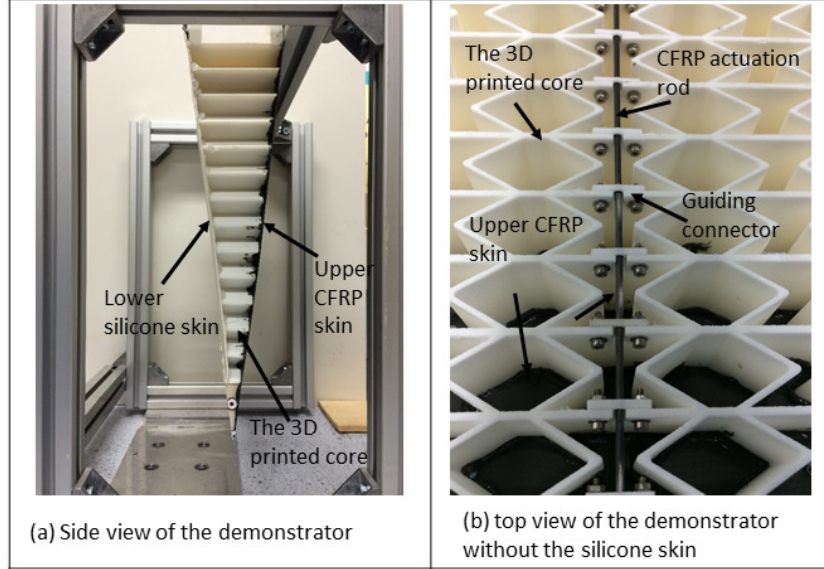 Lower
silicone skin
Upper
CFRP
skin
The 3D
printed core
(a) Side view of the demonstrator
The 3D
printed core
CFRP actuation
rod
Guiding
connector
Upper CFRP
skin
(b) top view of the demonstrator
without the silicone skin